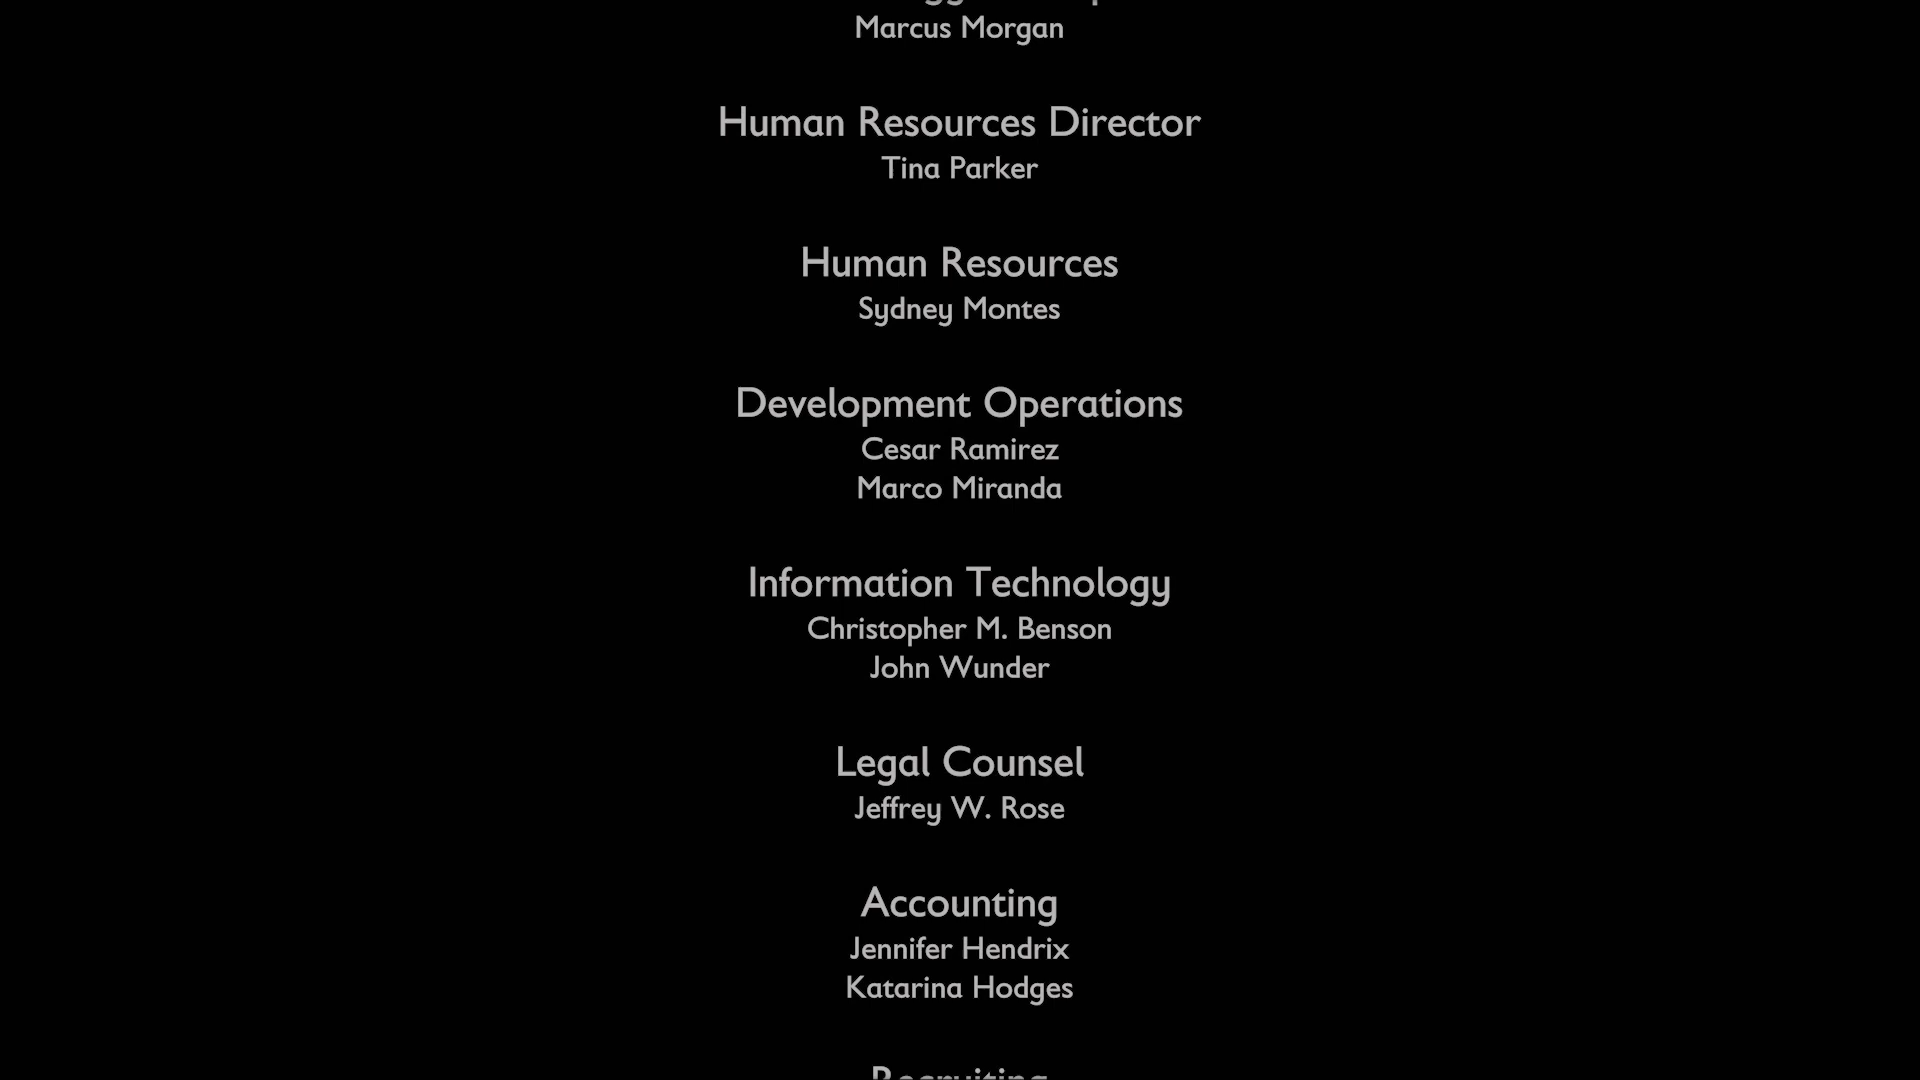 Marcus Morgan
Human Resources Director
Tina Parker
Human Resources
Sydney Montes
Development Operations
Cesar Ramirez
Marco Miranda
Information Technology
Christopher M. Benson
John Wunder
Legal Counsel
Jeffrey W. Rose
Accounting
Jennifer Hendrix
Katarina Hodges
Recruiting